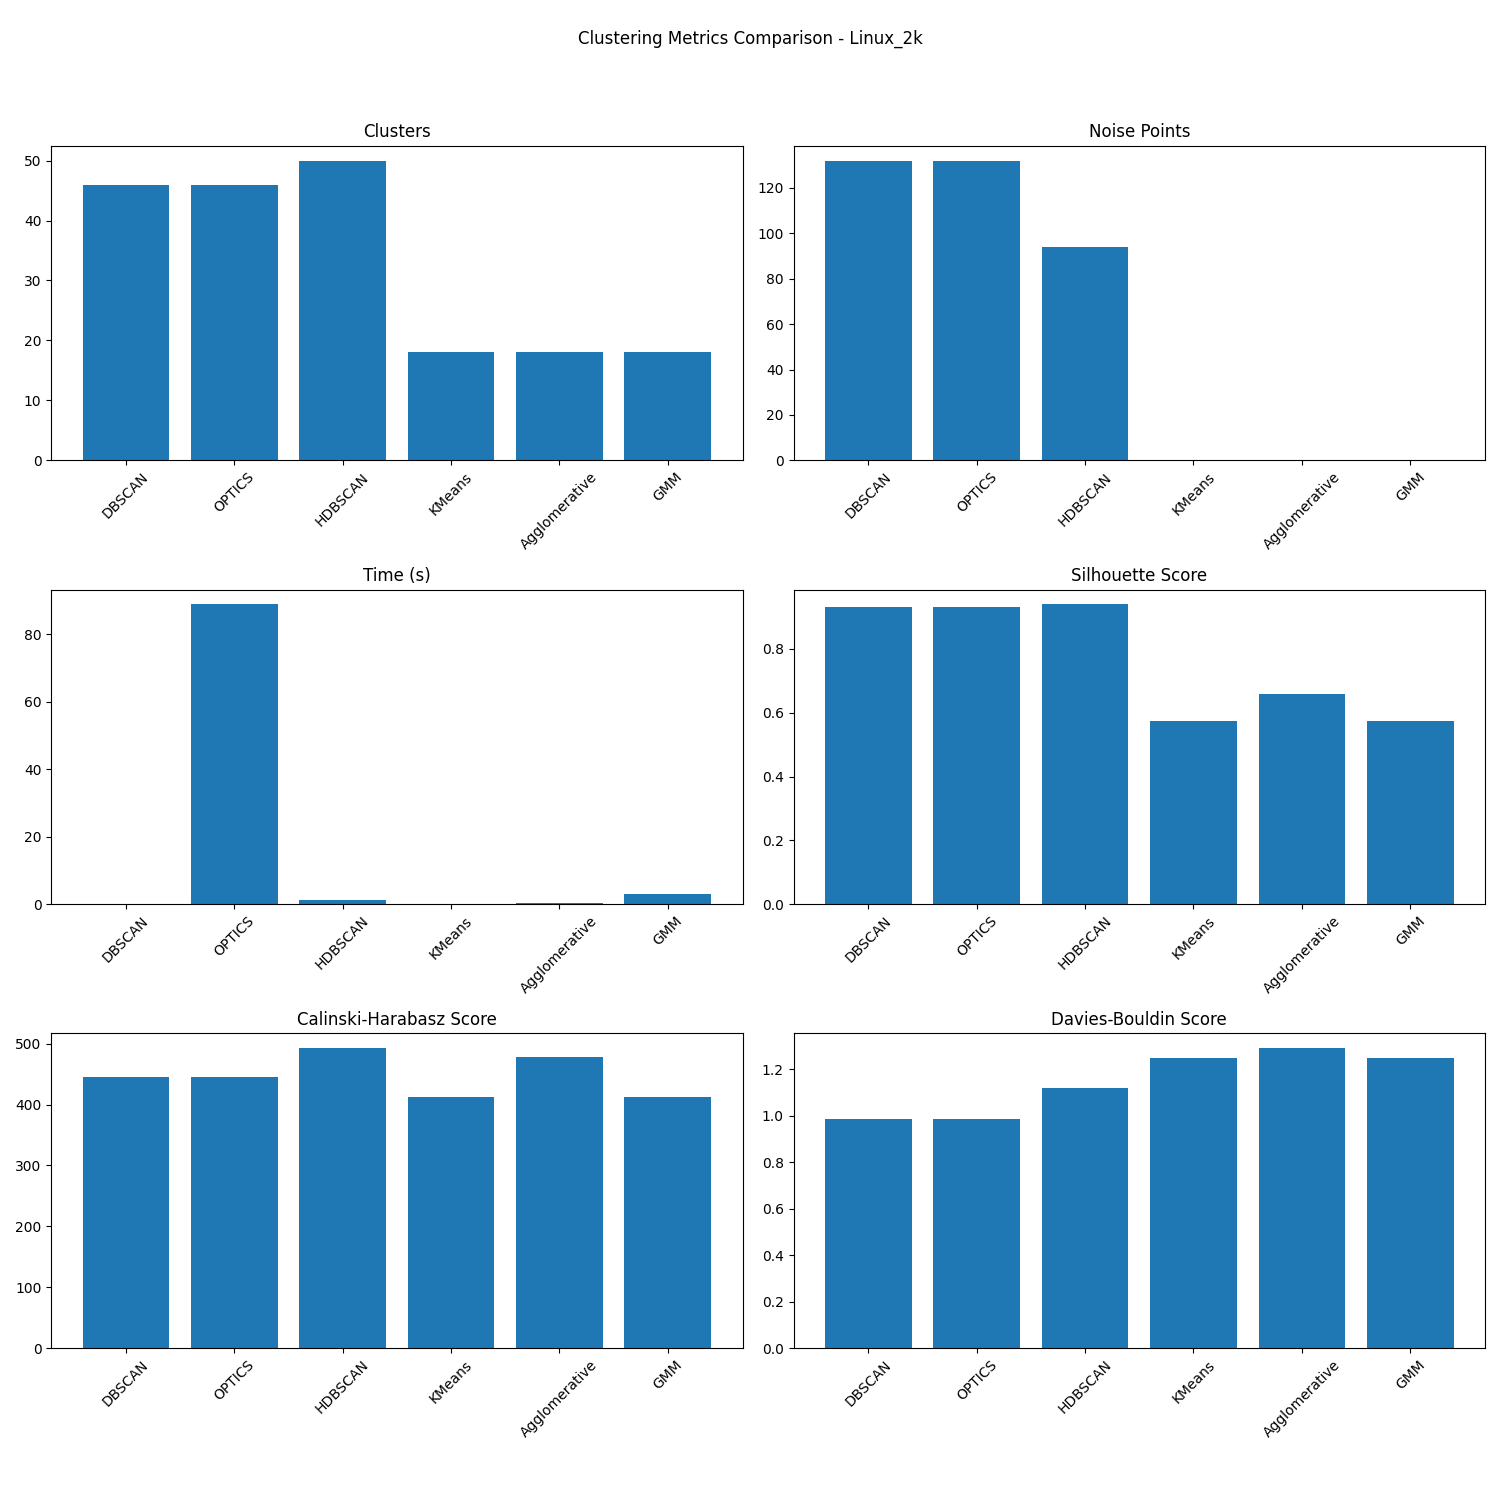 Clustering Metrics Comparison - Linux_2k
Clusters
50
40
30
20
10
0
DBSCAN
OPTICS
HDBSCAN
KMeans
Agglomerative
GMM
Noise Points
120
100
80
60
40
20
0
DBSCAN
OPTICS
HDBSCAN
KMeans
Agglomerative
GMM
Time (s)
80
60
40
20
0
DBSCAN
OPTICS
HDBSCAN
KMeans
Agglomerative
GMM
Silhouette Score
0.8
0.6
0.4
0.2
0.0
DBSCAN
OPTICS
HDBSCAN
KMeans
Agglomerative
GMM
Calinski-Harabasz Score
500
400
300
200
100
0
DBSCAN
OPTICS
HDBSCAN
KMeans
Agglomerative
GMM
Davies-Bouldin Score
1.2
1.0
0.8
0.6
0.4
0.2
0.0
DBSCAN
OPTICS
HDBSCAN
KMeans
Agglomerative
GMM